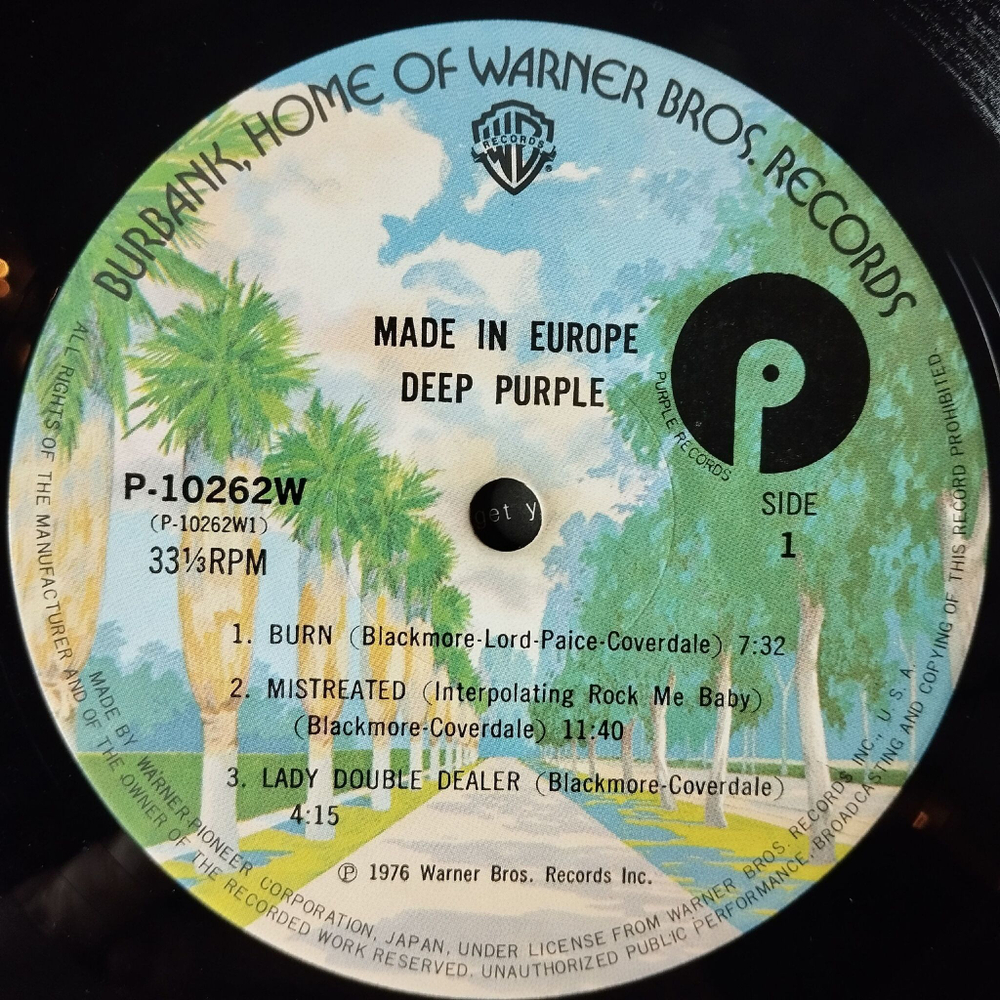 BURBANK, HOME OF WARNER BROS. RECORDS
WB
RECORDS
®
MADE IN EUROPE
DEEP PURPLE
P
PURPLE RECORDS
P-10262W
(P-10262W1)
33⅓RPM
SIDE
1
get y
1. BURN (Blackmore-Lord-Paice-Coverdale) 7:32
2. MISTREATED (Interpolating Rock Me Baby)
(Blackmore-Coverdale) 11:40
3. LADY DOUBLE DEALER (Blackmore-Coverdale)
4:15
Ⓟ 1976 Warner Bros. Records Inc.
MADE BY WARNER-PIONEER CORPORATION, JAPAN, UNDER LICENSE FROM WARNER BROS. RECORDS INC., U. S. A.
ALL RIGHTS OF THE MANUFACTURER AND OF THE OWNER OF THE RECORDED WORK RESERVED. UNAUTHORIZED PUBLIC PERFORMANCE, BROADCASTING AND COPYING OF THIS RECORD PROHIBITED.